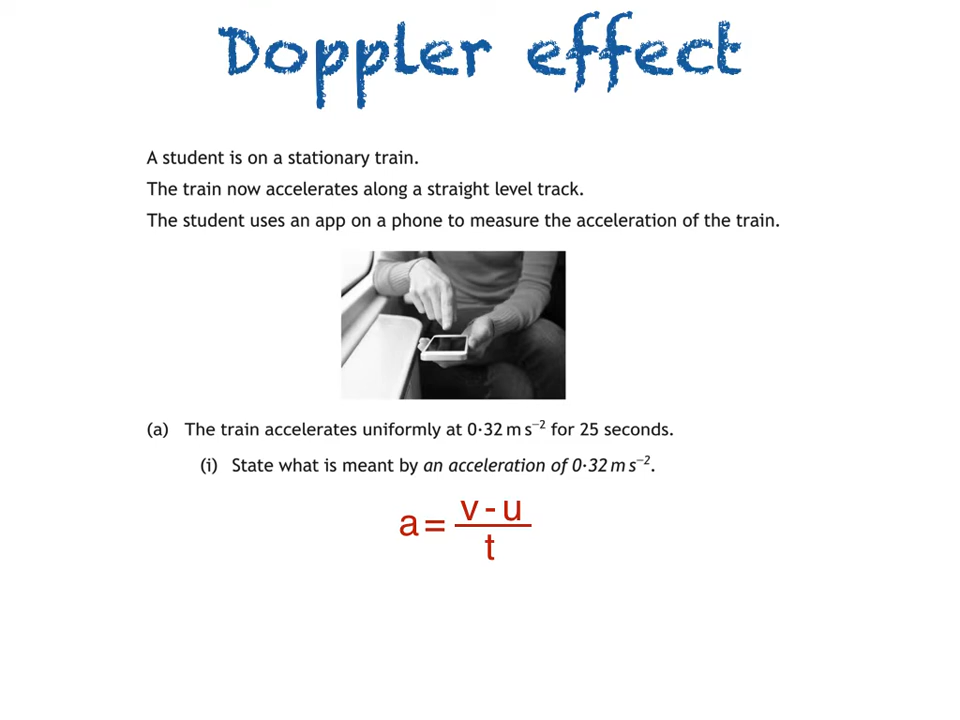 Doppler effect
A student is on a stationary train.
The train now accelerates along a straight level track.
The student uses an app on a phone to measure the acceleration of the train.
(a) The train accelerates uniformly at 0·32 m s⁻² for 25 seconds.
(i) State what is meant by an acceleration of 0·32 m s⁻².
a = v - u
t